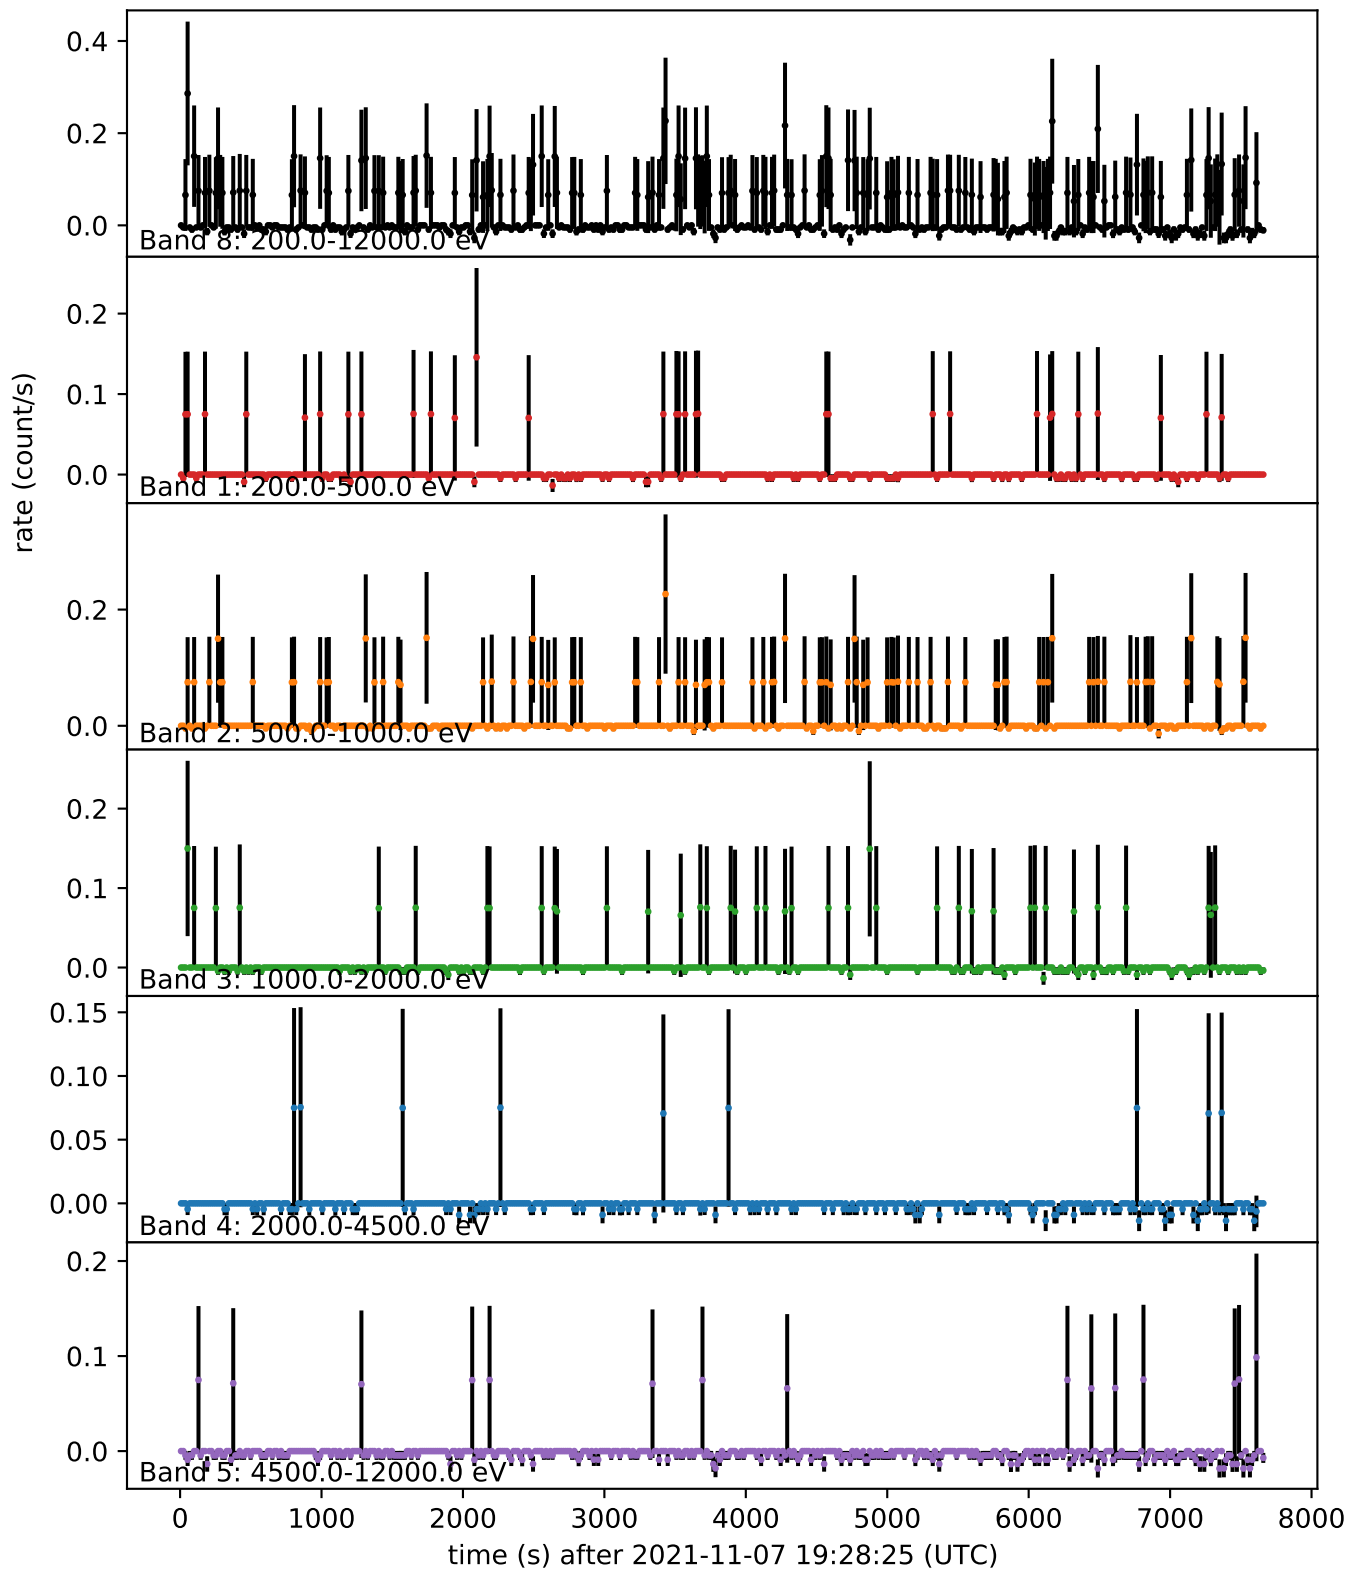 0.4
0.2
0.0
Band 8: 200.0-12000.0 eV
0.2
0.1
0.0
Band 1: 200.0-500.0 eV
rate (count/s)
0.2
0.0
Band 2: 500.0-1000.0 eV
0.2
0.1
0.0
Band 3: 1000.0-2000.0 eV
0.15
0.10
0.05
0.00
Band 4: 2000.0-4500.0 eV
0.2
0.1
0.0
Band 5: 4500.0-12000.0 eV
0 1000 2000 3000 4000 5000 6000 7000 8000
time (s) after 2021-11-07 19:28:25 (UTC)